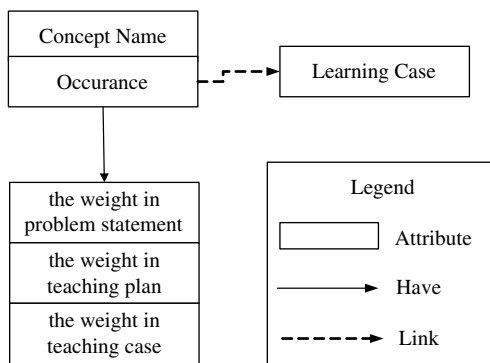 Concept Name
Occurance
Learning Case
the weight in
problem statement
the weight in
teaching plan
the weight in
teaching case
Legend
Attribute
Have
Link